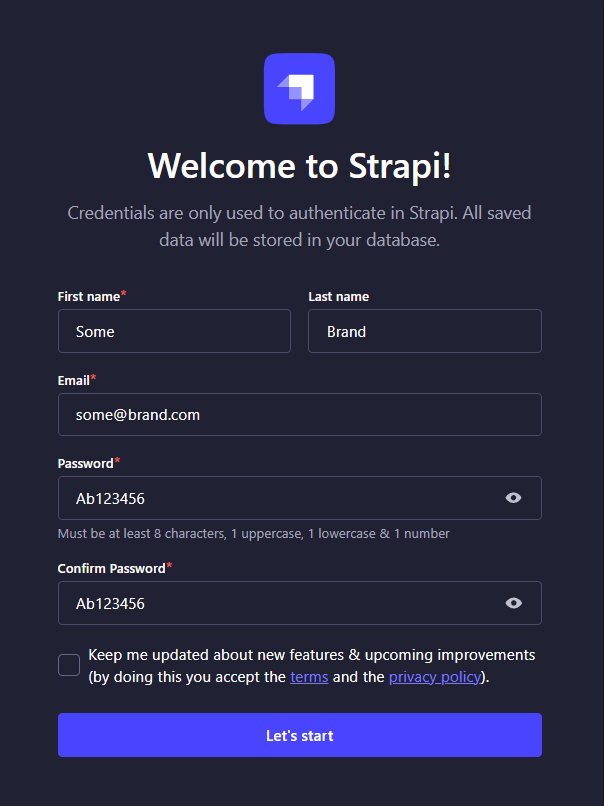 Welcome to Strapi!
Credentials are only used to authenticate in Strapi. All saved
data will be stored in your database.
First name*
Last name
Some
Brand
Email*
some@brand.com
Password*
Ab123456
Must be at least 8 characters, 1 uppercase, 1 lowercase & 1 number
Confirm Password*
Ab123456
Keep me updated about new features & upcoming improvements
(by doing this you accept the terms and the privacy policy).
Let's start